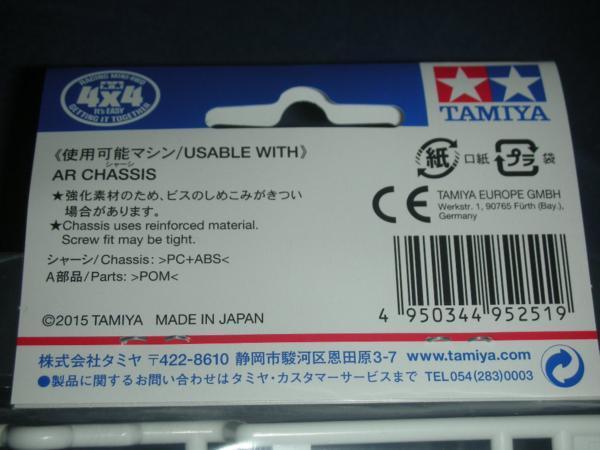 RACING MINI 4WD
4x4
It's EASY
GETTING IT TOGETHER
TAMIYA
《使用可能マシン/USABLE WITH》
シャーシ
AR CHASSIS
★強化素材のため、ビスのしめこみがきつい
場合があります。
★Chassis uses reinforced material.
Screw fit may be tight.
シャーシ/Chassis: >PC+ABS<
A部品/Parts: >POM<
©2015 TAMIYA MADE IN JAPAN
紙 口紙 プラ 袋
CE TAMIYA EUROPE GMBH
Werkstr. 1, 90765 Fürth (Bay.),
Germany
4 950344 952519
株式会社タミヤ 〒422-8610 静岡市駿河区恩田原3-7 www.tamiya.com
●製品に関するお問い合わせはタミヤ・カスタマーサービスまで TEL 054(283)0003